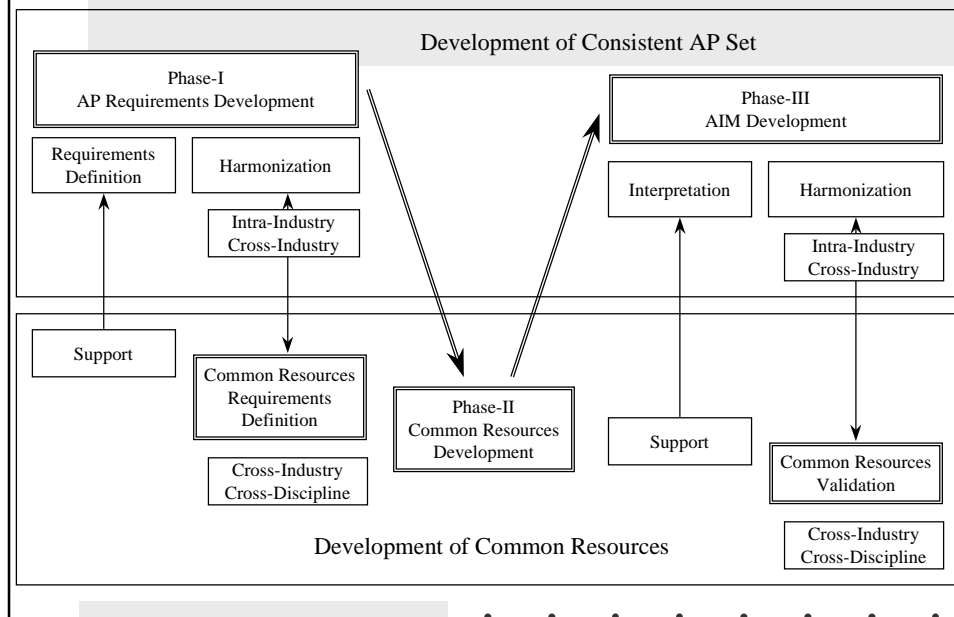 Development of Consistent AP Set
Phase-I
AP Requirements Development
Phase-III
AIM Development
Requirements
Definition
Harmonization
Interpretation
Harmonization
Intra-Industry
Cross-Industry
Intra-Industry
Cross-Industry
Support
Common Resources
Requirements
Definition
Phase-II
Common Resources
Development
Support
Common Resources
Validation
Cross-Industry
Cross-Discipline
Cross-Industry
Cross-Discipline
Development of Common Resources